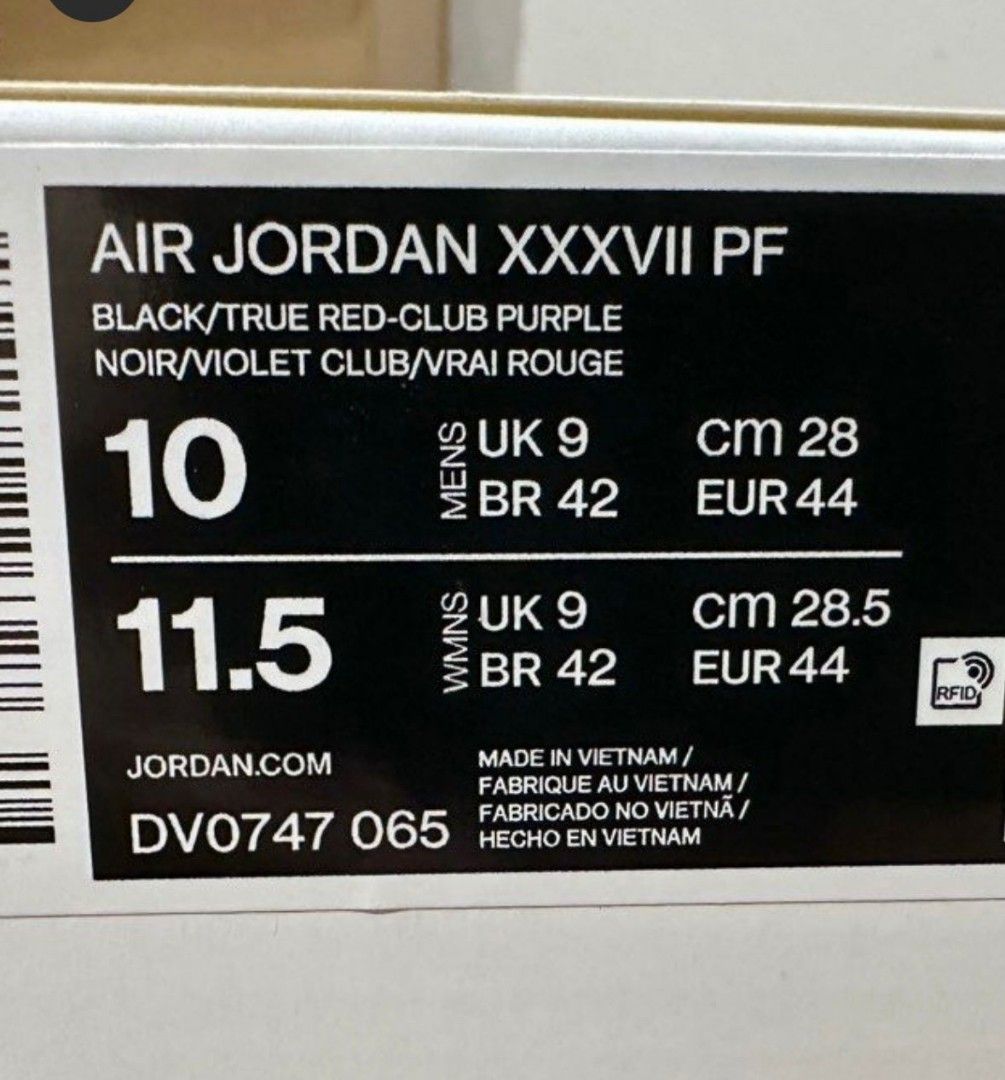 AIR JORDAN XXXVII PF
BLACK/TRUE RED-CLUB PURPLE
NOIR/VIOLET CLUB/VRAI ROUGE
10 MENS UK 9 cm 28
BR 42 EUR 44
11.5 WMNS UK 9 cm 28.5
BR 42 EUR 44
RFID
JORDAN.COM
DV0747 065
MADE IN VIETNAM /
FABRIQUE AU VIETNAM /
FABRICADO NO VIETNÃ /
HECHO EN VIETNAM